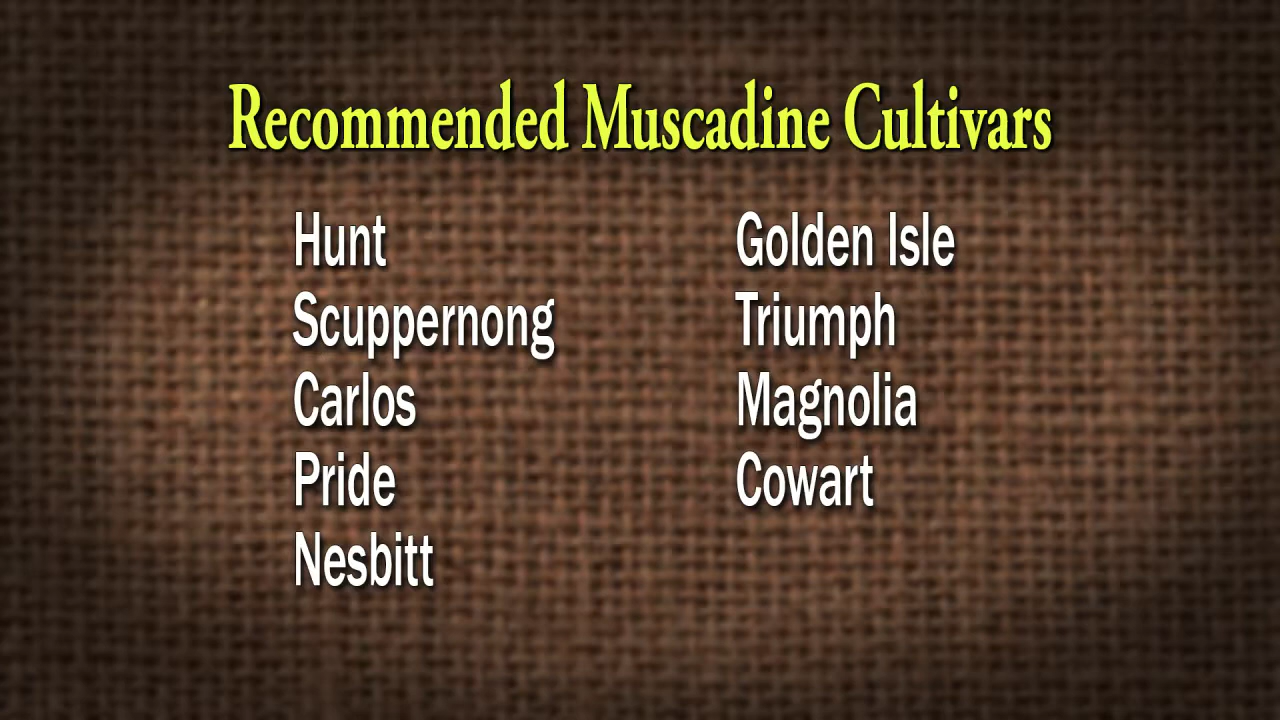 Recommended Muscadine Cultivars
Hunt
Scuppernong
Carlos
Pride
Nesbitt
Golden Isle
Triumph
Magnolia
Cowart